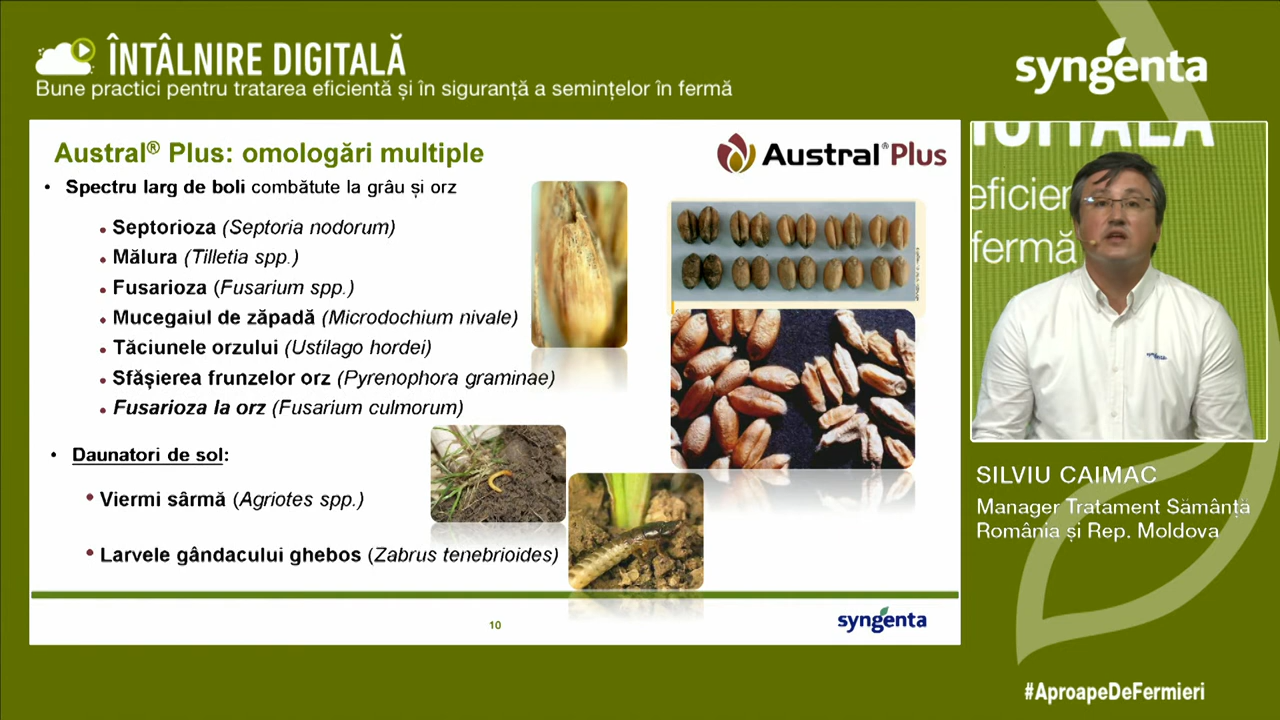 ÎNTÂLNIRE DIGITALĂ
Bune practici pentru tratarea eficientă și în siguranță a semințelor în fermă
syngenta
Austral® Plus: omologări multiple
Austral® Plus
• Spectru larg de boli combătute la grâu și orz
• Septorioza (Septoria nodorum)
• Mălura (Tilletia spp.)
• Fusarioza (Fusarium spp.)
• Mucegaiul de zăpadă (Microdochium nivale)
• Tăciunele orzului (Ustilago hordei)
• Sfășierea frunzelor orz (Pyrenophora graminae)
• Fusarioza la orz (Fusarium culmorum)
• Daunatori de sol:
• Viermi sârmă (Agriotes spp.)
• Larvele gândacului ghebos (Zabrus tenebrioides)
10
syngenta
DIGITALĂ
eficien
fermă
SILVIU CAIMAC
Manager Tratament Sămânță
România și Rep. Moldova
#AproapeDeFermieri